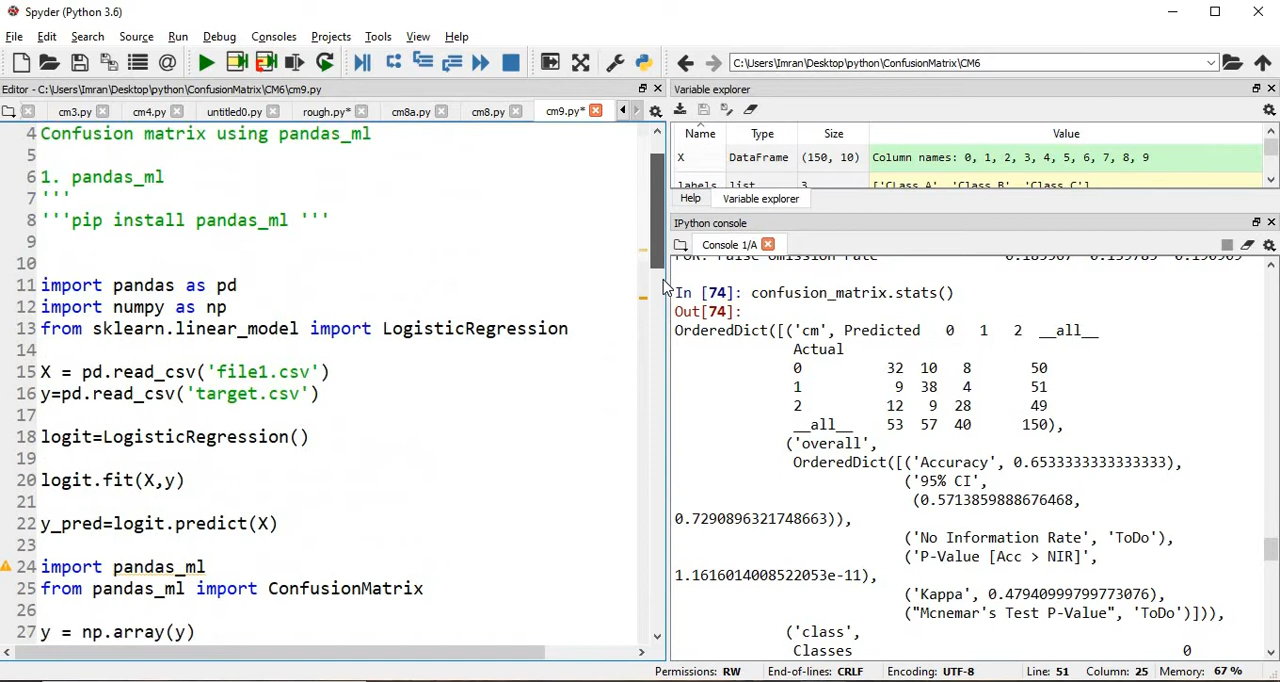 Spyder (Python 3.6)
File Edit Search Source Run Debug Consoles Projects Tools View Help
C:\Users\Imran\Desktop\python\ConfusionMatrix\CM6
Editor - C:\Users\Imran\Desktop\python\ConfusionMatrix\CM6\cm9.py
cm3.py cm4.py untitled0.py rough.py* cm8a.py cm8.py cm9.py*
4 Confusion matrix using pandas_ml
5
6 1. pandas_ml
7 '''
8 '''pip install pandas_ml '''
9
10
11 import pandas as pd
12 import numpy as np
13 from sklearn.linear_model import LogisticRegression
14
15 X = pd.read_csv('file1.csv')
16 y=pd.read_csv('target.csv')
17
18 logit=LogisticRegression()
19
20 logit.fit(X,y)
21
22 y_pred=logit.predict(X)
23
24 import pandas_ml
25 from pandas_ml import ConfusionMatrix
26
27 y = np.array(y)
Variable explorer
Name Type Size Value
X DataFrame (150, 10) Column names: 0, 1, 2, 3, 4, 5, 6, 7, 8, 9
labels list 3 ['Class A', 'Class B', 'Class C']
Help Variable explorer
IPython console
Console 1/A
FOR: False Omission Rate
In [74]: confusion_matrix.stats()
Out[74]:
OrderedDict([('cm', Predicted 0 1 2 __all__
Actual
0 32 10 8 50
1 9 38 4 51
2 12 9 28 49
__all__ 53 57 40 150),
('overall',
OrderedDict([('Accuracy', 0.6533333333333333),
('95% CI',
(0.5713859888676468,
0.7290896321748663)),
('No Information Rate', 'ToDo'),
('P-Value [Acc > NIR]',
1.1616014008522053e-11),
('Kappa', 0.47940999799773076),
("Mcnemar's Test P-Value", 'ToDo')])),
('class',
Classes 0
Permissions: RW End-of-lines: CRLF Encoding: UTF-8 Line: 51 Column: 25 Memory: 67 %